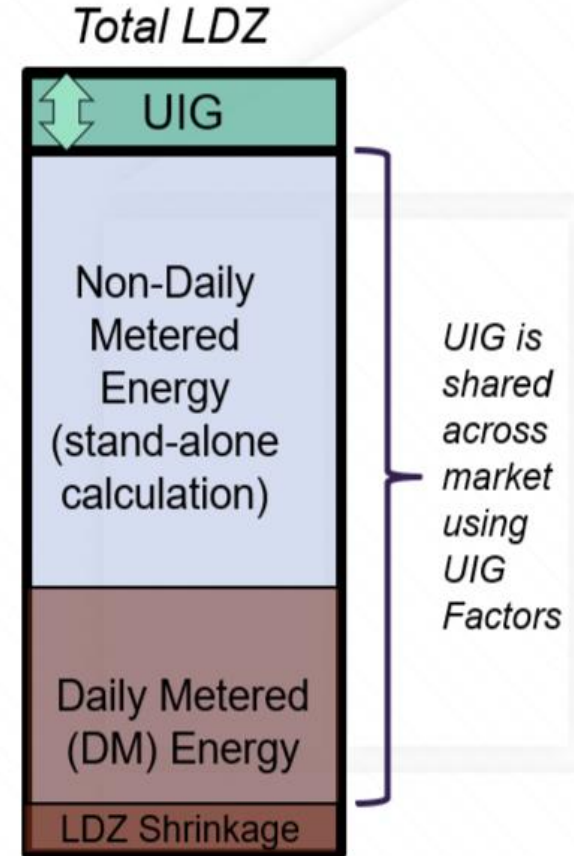 Total LDZ
UIG
Non-Daily
Metered
Energy
(stand-alone
calculation)
UIG is
shared
across
market
using
UIG
Factors
Daily Metered
(DM) Energy
LDZ Shrinkage